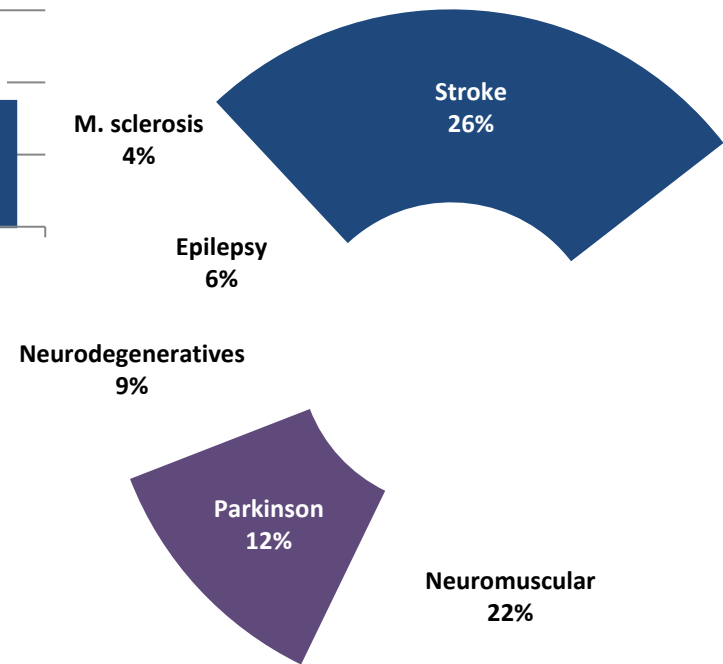 Stroke
26%
M. sclerosis
4%
Epilepsy
6%
Neurodegeneratives
9%
Parkinson
12%
Neuromuscular
22%